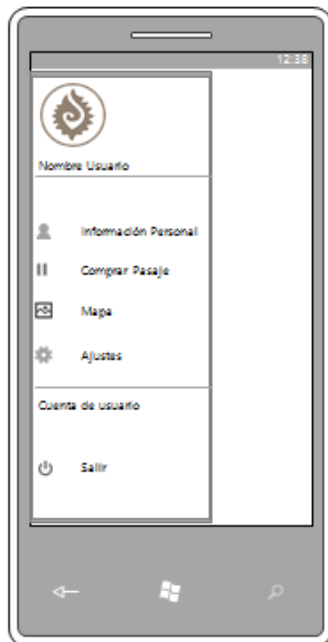 12:38
Nombre Usuario
Información Personal
Comprar Pasaje
Mapa
Ajustes
Cuenta de usuario
Salir